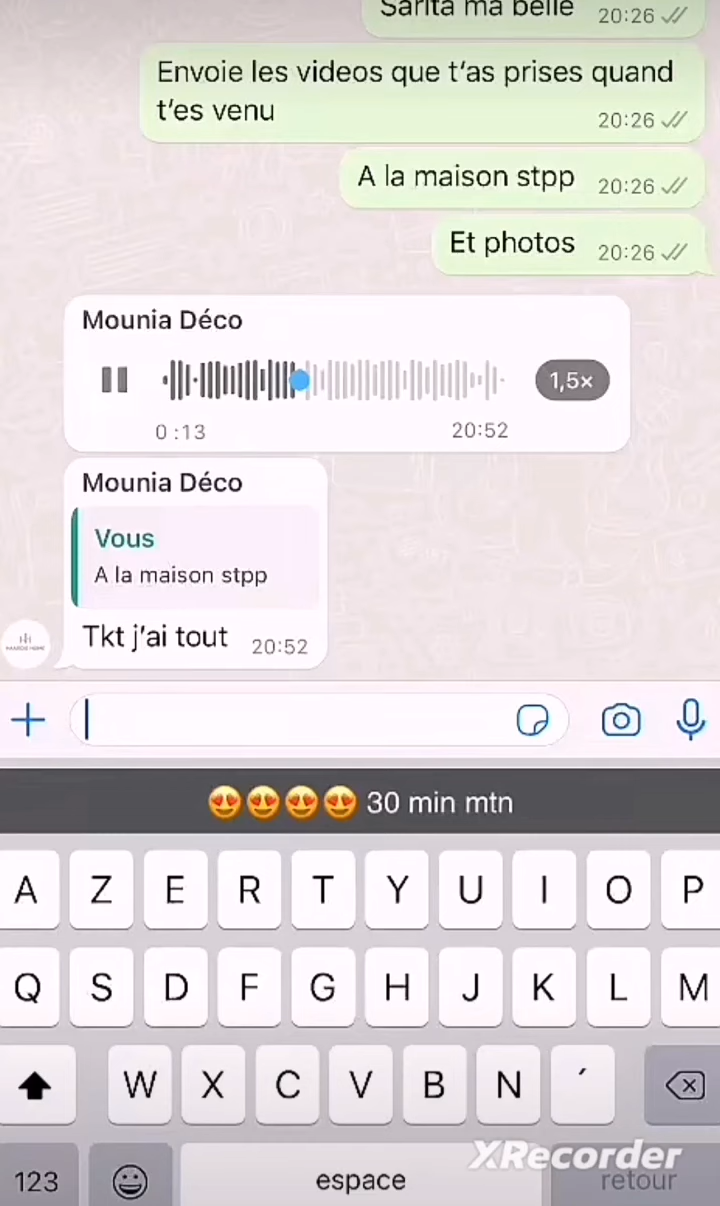 Sarita ma belle 20:26
Envoie les videos que t'as prises quand
t'es venu 20:26
A la maison stpp 20:26
Et photos 20:26
Mounia Déco
1,5×
0:13 20:52
Mounia Déco
Vous
A la maison stpp
Tkt j'ai tout 20:52
😍😍😍😍 30 min mtn
A Z E R T Y U I O P
Q S D F G H J K L M
W X C V B N ´
123 espace retour
XRecorder